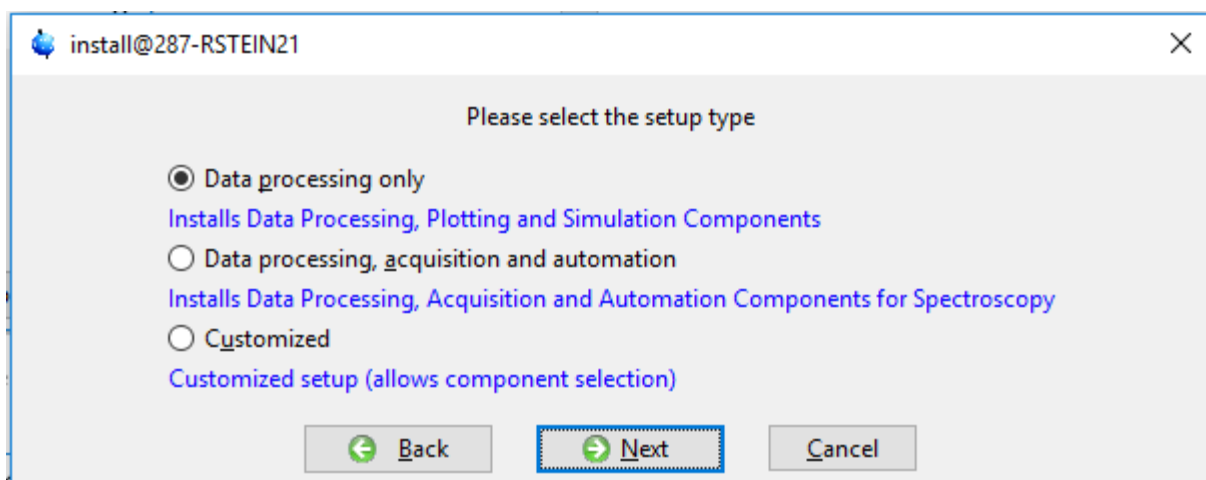 install@287-RSTEIN21
Please select the setup type
Data processing only
Installs Data Processing, Plotting and Simulation Components
Data processing, acquisition and automation
Installs Data Processing, Acquisition and Automation Components for Spectroscopy
Customized
Customized setup (allows component selection)
Back Next Cancel